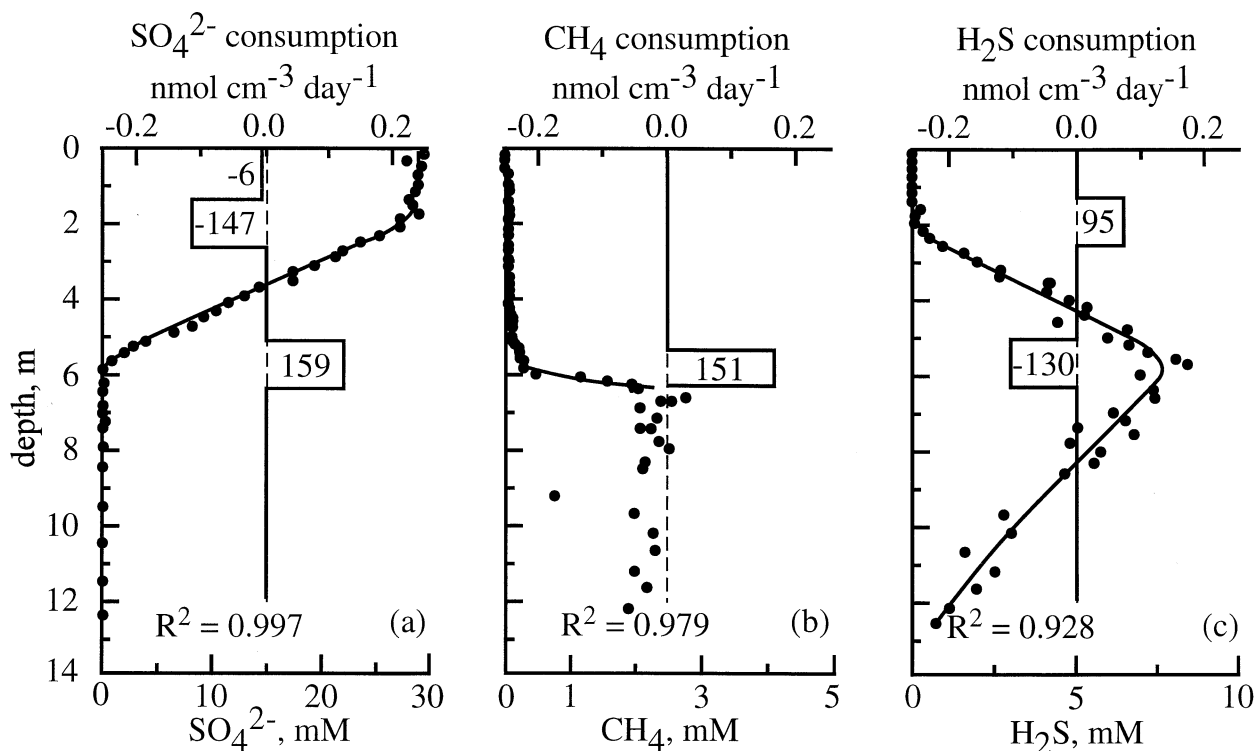 SO₄²⁻ consumption
nmol cm⁻³ day⁻¹
-0.2 0.0 0.2
CH₄ consumption
nmol cm⁻³ day⁻¹
-0.2 0.0 0.2
H₂S consumption
nmol cm⁻³ day⁻¹
-0.2 0.0 0.2
depth, m
0
2
4
6
8
10
12
14
-6
-147
159
R² = 0.997
(a)
0 10 20 30
SO₄²⁻, mM
151
R² = 0.979
(b)
0 1 3 5
CH₄, mM
95
-130
R² = 0.928
(c)
0 5 10
H₂S, mM